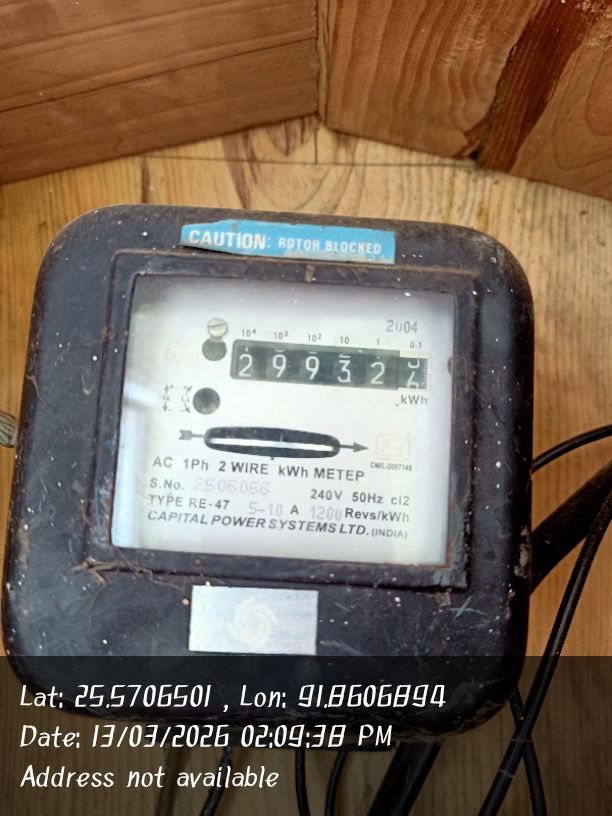 CAUTION: ROTOR BLOCKED
2004
10⁴ 10³ 10² 10 1 0.1
2 9 9 3 2
kWh
CM/L-2087149
AC 1Ph 2 WIRE kWh METER
S.No. 2506066 240V 50Hz cl2
TYPE RE-47 5-10 A 1200 Revs/kWh
CAPITAL POWER SYSTEMS LTD. (INDIA)
Lat: 25.5706501 , Lon: 91.8606894
Date: 13/03/2026 02:09:38 PM
Address not available